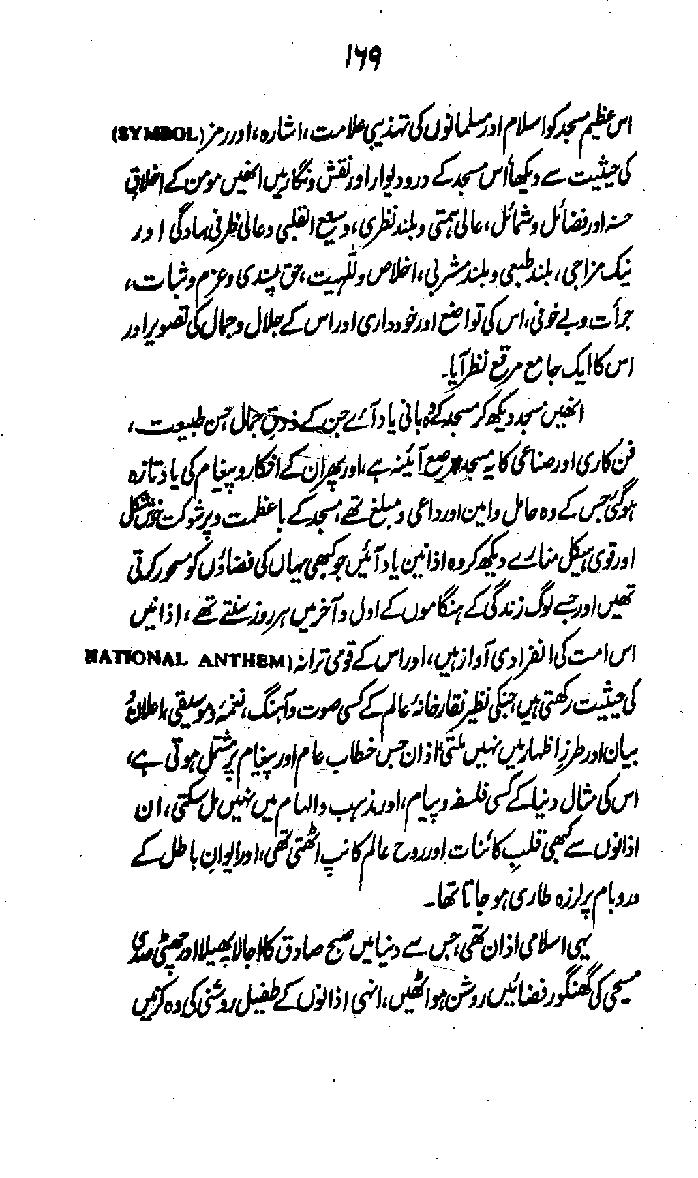 ۱۶۹
اس عظیم مسجد کو اسلام اور مسلمانوں کی تہذیبی علامت، اشارہ، اور رمز (SYMBOL)
کی حیثیت سے دیکھا، اس مسجد کے در و دیوار اور نقش و نگار میں انھیں مومن کے اخلاقِ
حسنہ اور فضائل و شمائل، عالی ہمتی و بلند نظری، وسیع القلبی و عالی ظرفی، سادگی اور
نیک مزاجی، بلند طبعی و بلند مشربی، اخلاص و للّٰہیت، حق پسندی و عزم و ثبات،
جرأت و بے خوفی، اس کی تواضع اور خودداری اور اس کے جلال و جمال کی تصویر اور
اس کا ایک جامع مرقع نظر آیا۔
انھیں مسجد دیکھ کر مسجد کے وہ بانی یاد آئے جن کے ذوقِ جمال، حسن طبیعت،
فن کاری اور صناعی کا یہ مسجد مرصع آئینہ ہے، اور پھر ان کے افکار و پیغام کی یاد تازہ
ہو گئی جس کے وہ حامل و امین اور داعی و مبلغ تھے، مسجد کے باعظمت و پر شوکت خوش شکل
اور قوی ہیکل منارے دیکھ کر وہ اذانیں یاد آئیں جو کبھی یہاں کی فضاؤں کو مسحور کرتی
تھیں اور جسے لوگ زندگی کے ہنگاموں کے اول و آخر میں ہر روز سنتے تھے، اذانیں
اس امت کی انفرادی آواز ہیں، اور اس کے قومی ترانہ (NATIONAL ANTHEM
کی حیثیت رکھتی ہیں جنکی نظیر نقار خانۂ عالم کے کسی صوت و آہنگ، نغمہ و موسیقی، اعلان و
بیان اور طرزِ اظہار میں نہیں ملتی، اذان جس خطاب عام اور پیغام پر مشتمل ہوتی ہے،
اس کی مثال دنیا کے کسی فلسفہ و پیام، اور مذہب و الہام میں نہیں مل سکتی، ان
اذانوں سے کبھی قلبِ کائنات اور روح عالم کانپ اٹھتی تھی، اور ایوانِ باطل کے
در و بام پر لرزہ طاری ہو جاتا تھا۔
یہی اسلامی اذان تھی، جس سے دنیا میں صبح صادق کا اجالا پھیلا اور چھٹی صدی
مسیحی کی گھنگور فضائیں روشن ہو اٹھیں، انہی اذانوں کے طفیل روشنی کی وہ کرنیں